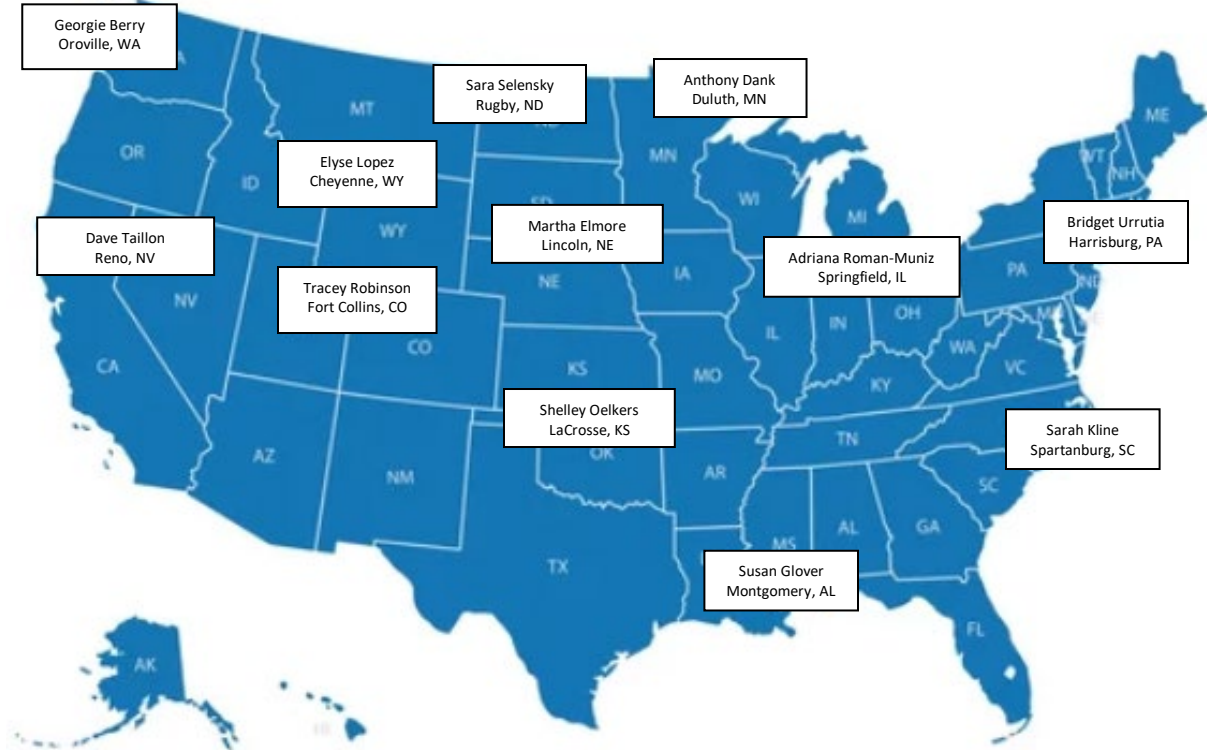 Georgie Berry
Oroville, WA
Sara Selensky
Rugby, ND
Anthony Dank
Duluth, MN
MT
ME
OR
MN
VT
NH
Elyse Lopez
Cheyenne, WY
ID
WI
MI
SD
WY
Bridget Urrutia
Harrisburg, PA
Dave Taillon
Reno, NV
Martha Elmore
Lincoln, NE
Adriana Roman-Muniz
Springfield, IL
IA
PA
NE
Tracey Robinson
Fort Collins, CO
NV
ND
OH
IL
IN
CO
WA
CA
KS
MO
KY
VC
Shelley Oelkers
LaCrosse, KS
TN
Sarah Kline
Spartanburg, SC
AZ
OK
NM
AR
SC
AL
GA
MS
TX
Susan Glover
Montgomery, AL
FL
AK
HI